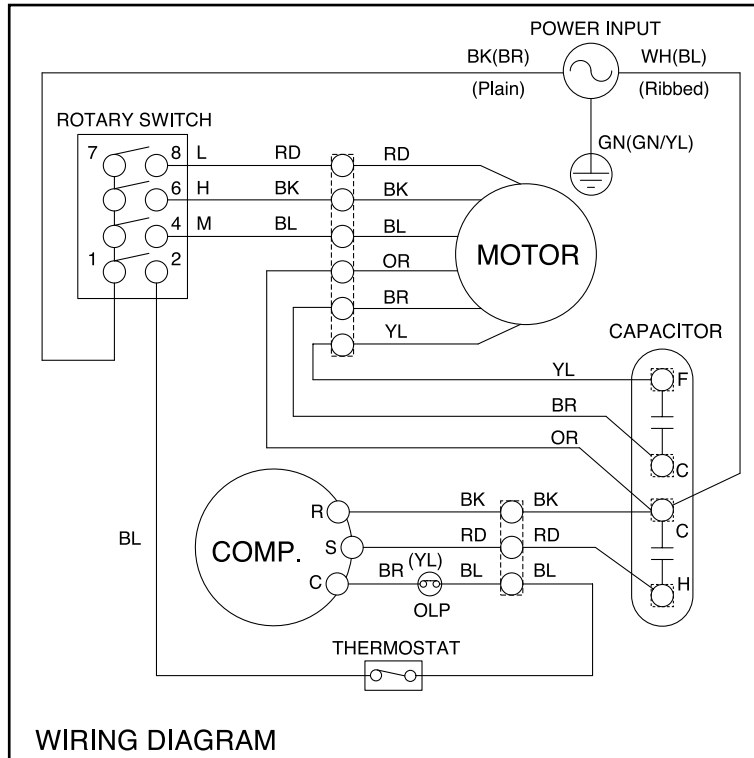 POWER INPUT
BK(BR) WH(BL)
(Plain) (Ribbed)
ROTARY SWITCH
GN(GN/YL)
7 8 L RD RD
6 H BK BK
4 M BL BL
MOTOR
1 2 OR
BR
CAPACITOR
YL
YL F
BR
OR C
R BK BK C
BL COMP. S RD RD
C BR (YL) BL BL H
OLP
THERMOSTAT
WIRING DIAGRAM